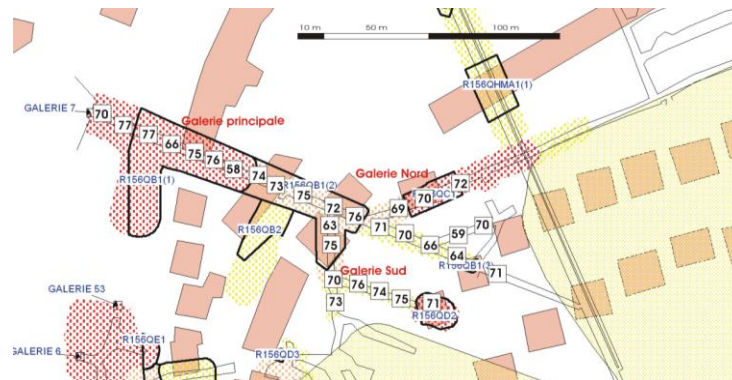 10 m 50 m 100 m
R156QHMA1(1)
GALERIE 7
70
77
77
Galerie principale
66
75
76
58
74
73
R156QB1(1)
R156QB1(2)
75
72
76
63
75
R156QB2
Galerie Nord
69
70
72
71
70
66
59
70
64
R156QB1(3)
71
Galerie Sud
70
76
74
75
71
73
R156QD2
GALERIE 53
GALERIE 6
R156QE1
R156QD3